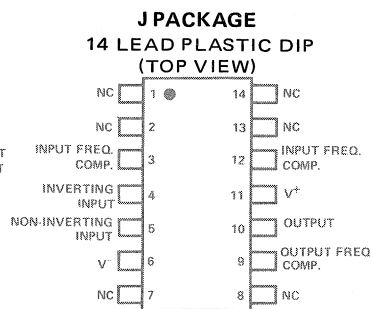 J PACKAGE
14 LEAD PLASTIC DIP
(TOP VIEW)
NC 1 14 NC
NC 2 13 NC
T INPUT FREQ. INPUT FREQ.
T COMP. 3 12 COMP.
INVERTING
INPUT 4 11 V+
NON-INVERTING
INPUT 5 10 OUTPUT
V- 6 9 OUTPUT FREQ
COMP.
NC 7 8 NC